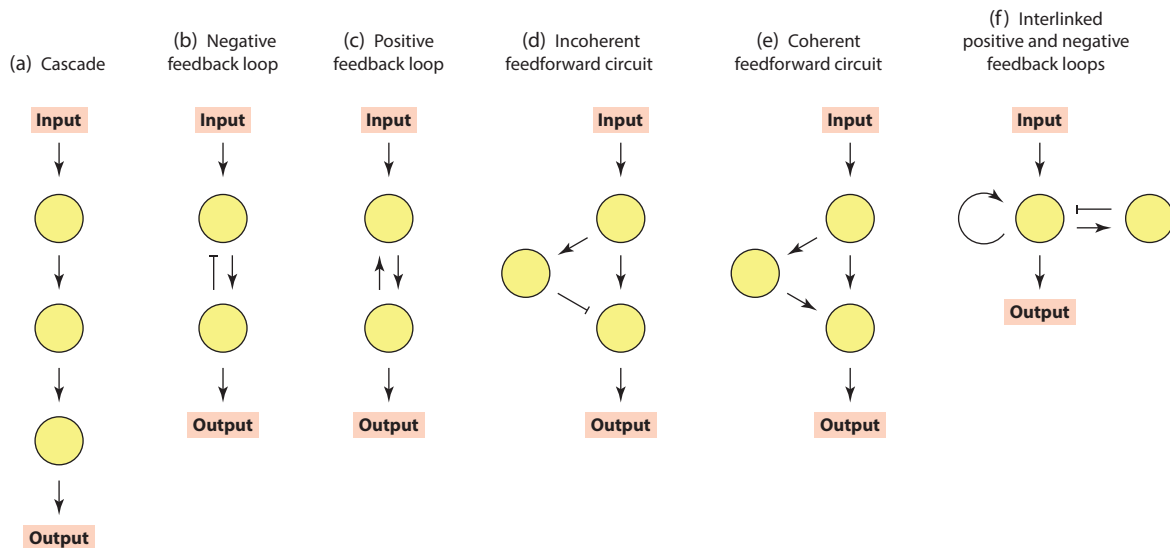 (a) Cascade
Input
Output
(b) Negative
feedback loop
Input
Output
(c) Positive
feedback loop
Input
Output
(d) Incoherent
feedforward circuit
Input
Output
(e) Coherent
feedforward circuit
Input
Output
(f) Interlinked
positive and negative
feedback loops
Input
Output